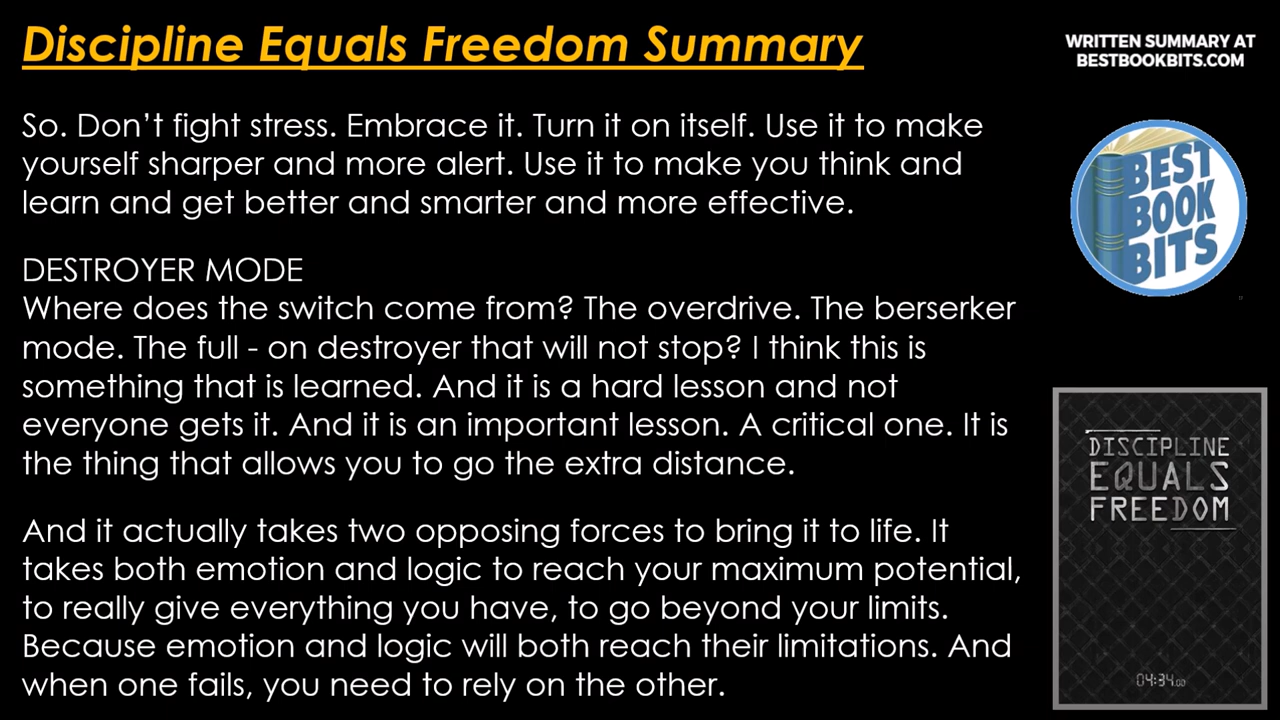 Discipline Equals Freedom Summary
WRITTEN SUMMARY AT
BESTBOOKBITS.COM
So. Don’t fight stress. Embrace it. Turn it on itself. Use it to make
yourself sharper and more alert. Use it to make you think and
learn and get better and smarter and more effective.
DESTROYER MODE
Where does the switch come from? The overdrive. The berserker
mode. The full - on destroyer that will not stop? I think this is
something that is learned. And it is a hard lesson and not
everyone gets it. And it is an important lesson. A critical one. It is
the thing that allows you to go the extra distance.
And it actually takes two opposing forces to bring it to life. It
takes both emotion and logic to reach your maximum potential,
to really give everything you have, to go beyond your limits.
Because emotion and logic will both reach their limitations. And
when one fails, you need to rely on the other.
BEST
BOOK
BITS
DISCIPLINE
EQUALS
FREEDOM
04:34.00